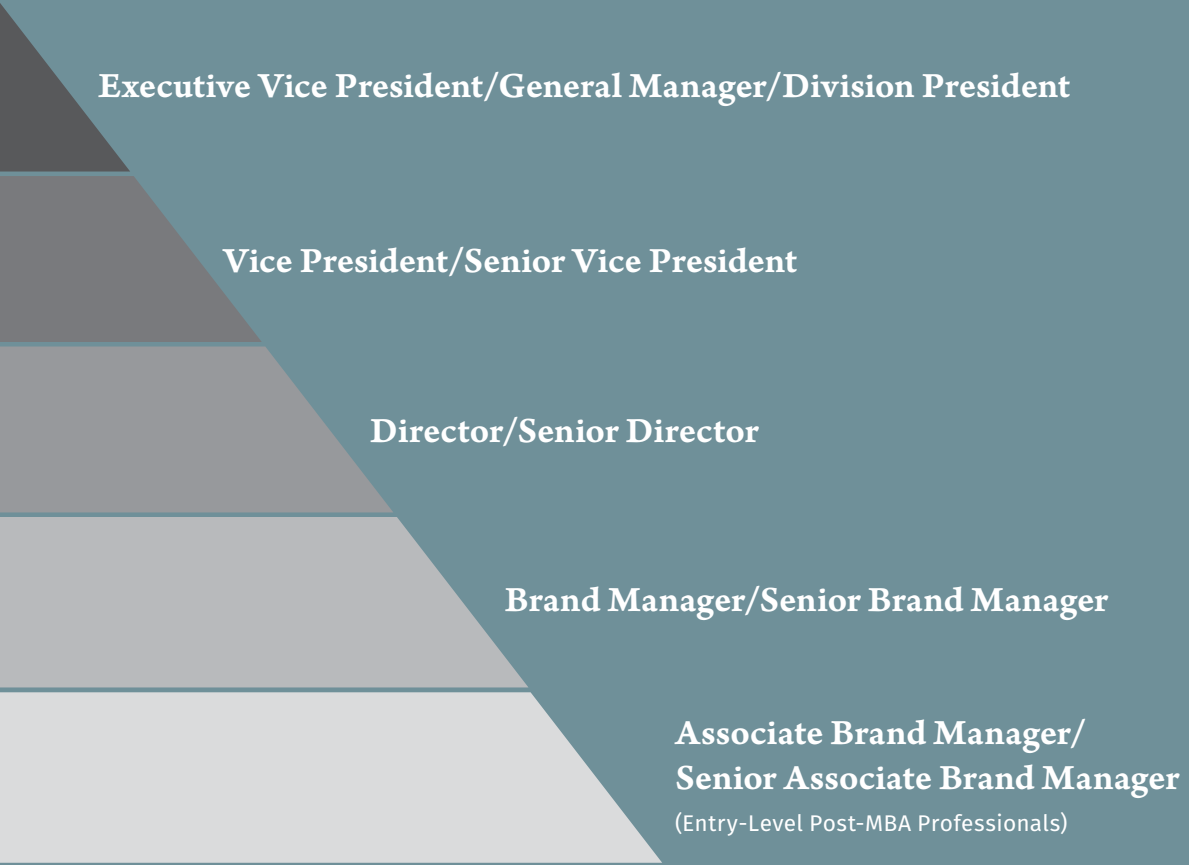 Executive Vice President/General Manager/Division President
Vice President/Senior Vice President
Director/Senior Director
Brand Manager/Senior Brand Manager
Associate Brand Manager/
Senior Associate Brand Manager
(Entry-Level Post-MBA Professionals)